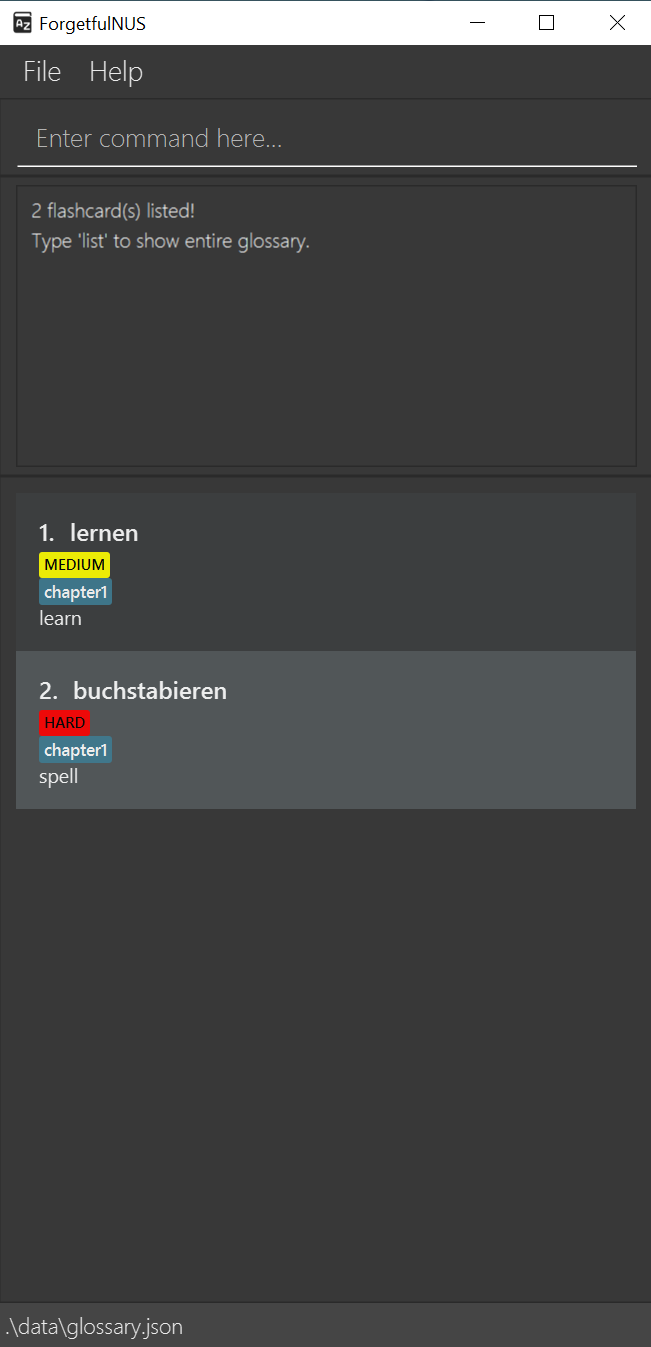 ForgetfulNUS
File Help
Enter command here...
2 flashcard(s) listed!
Type 'list' to show entire glossary.
1. lernen
MEDIUM
chapter1
learn
2. buchstabieren
HARD
chapter1
spell
.\data\glossary.json